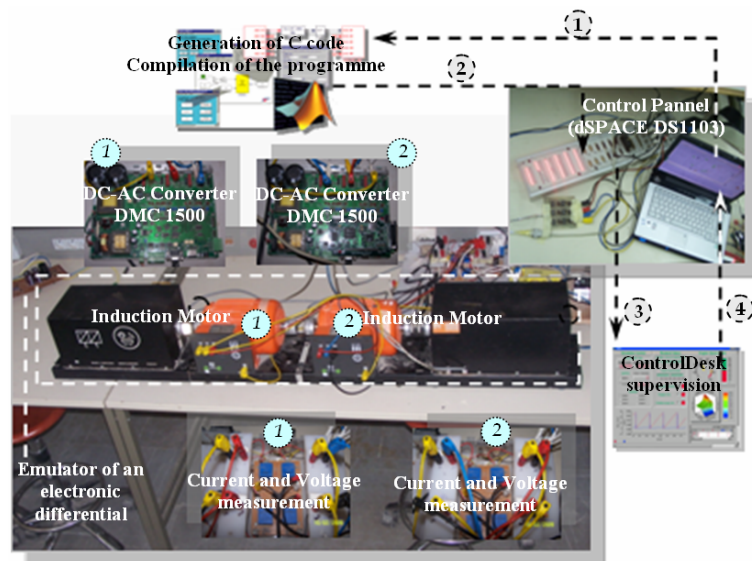 Generation of C code
Compilation of the programme
1
2
Control Pannel
(dSPACE DS1103)
1
DC-AC Converter
DMC 1500
2
DC-AC Converter
DMC 1500
Induction Motor
1
2
Induction Motor
3
4
ControlDesk
supervision
Emulator of an
electronic
differential
1
Current and Voltage
measurement
2
Current and Voltage
measurement